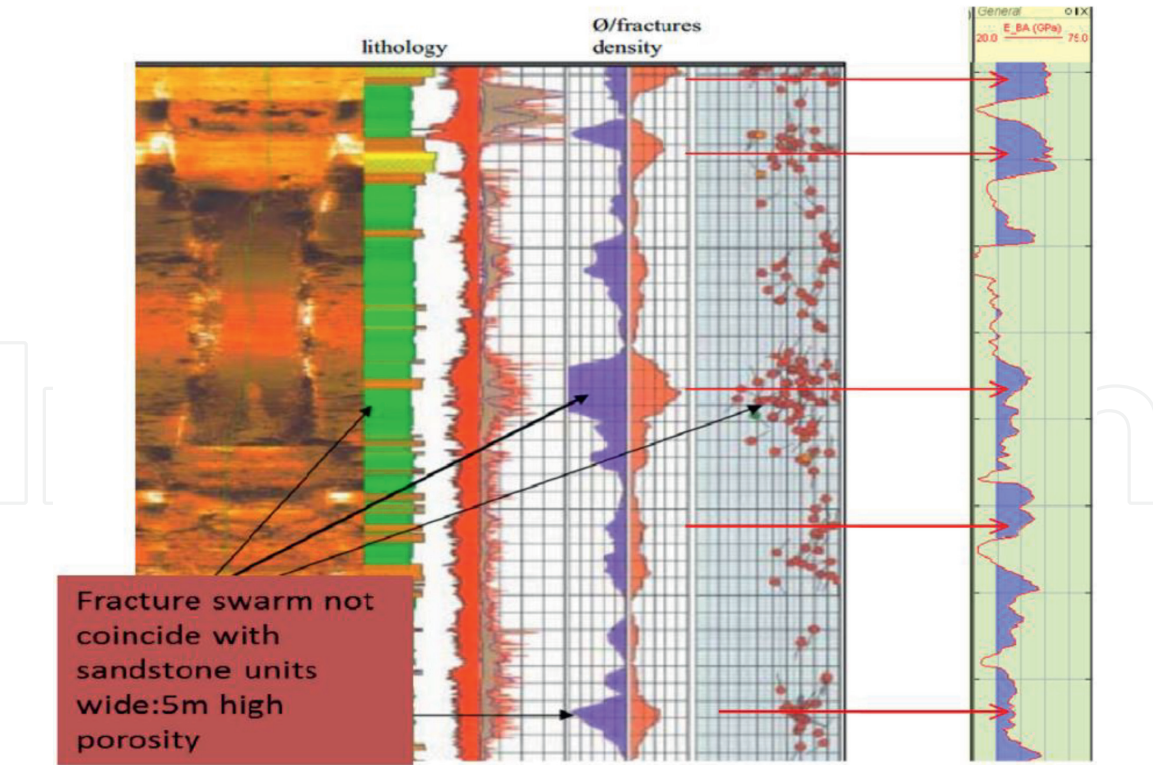 lithology
Ø/fractures
density
General
E_BA (GPa)
20.0
75.0
Fracture swarm not
coincide with
sandstone units
wide:5m high
porosity